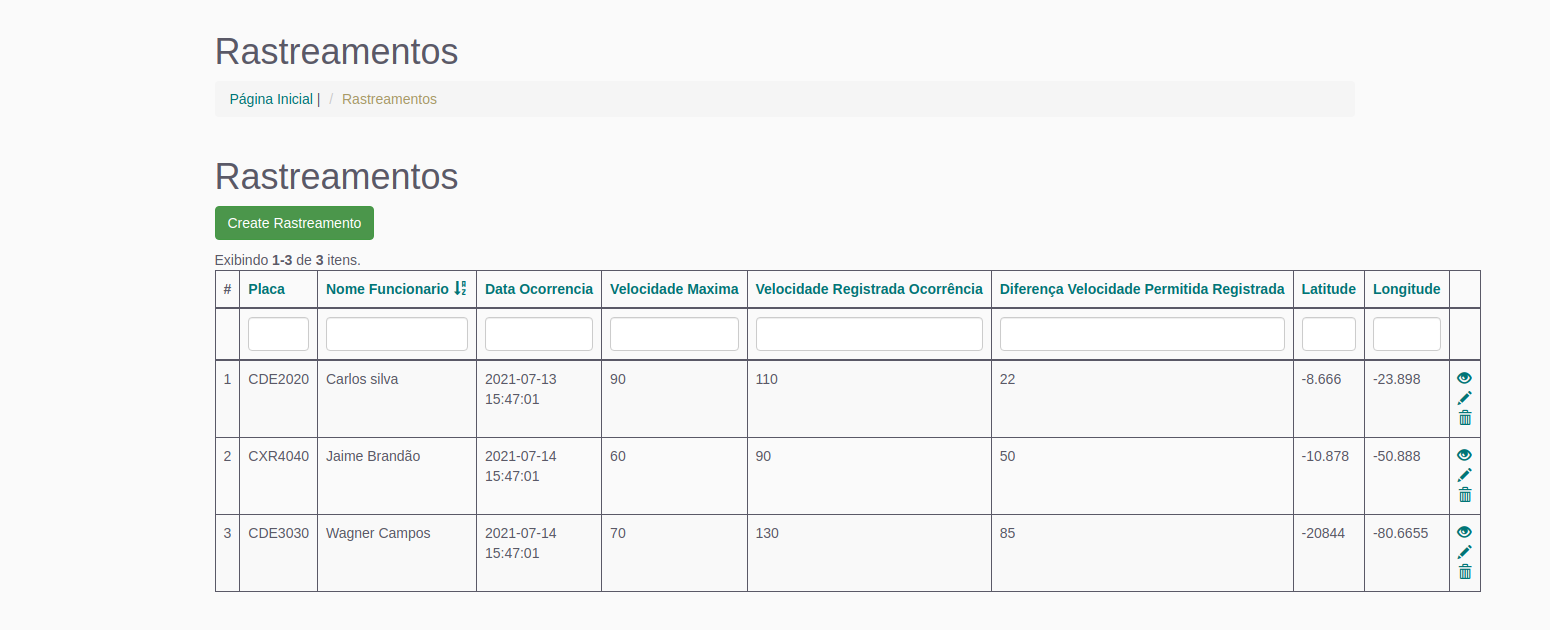 Rastreamentos
Página Inicial | / Rastreamentos
Rastreamentos
Create Rastreamento
Exibindo 1-3 de 3 itens.
# Placa Nome Funcionario Data Ocorrencia Velocidade Maxima Velocidade Registrada Ocorrência Diferença Velocidade Permitida Registrada Latitude Longitude
1 CDE2020 Carlos silva 2021-07-13 90 110 22 -8.666 -23.898
15:47:01
2 CXR4040 Jaime Brandão 2021-07-14 60 90 50 -10.878 -50.888
15:47:01
3 CDE3030 Wagner Campos 2021-07-14 70 130 85 -20844 -80.6655
15:47:01